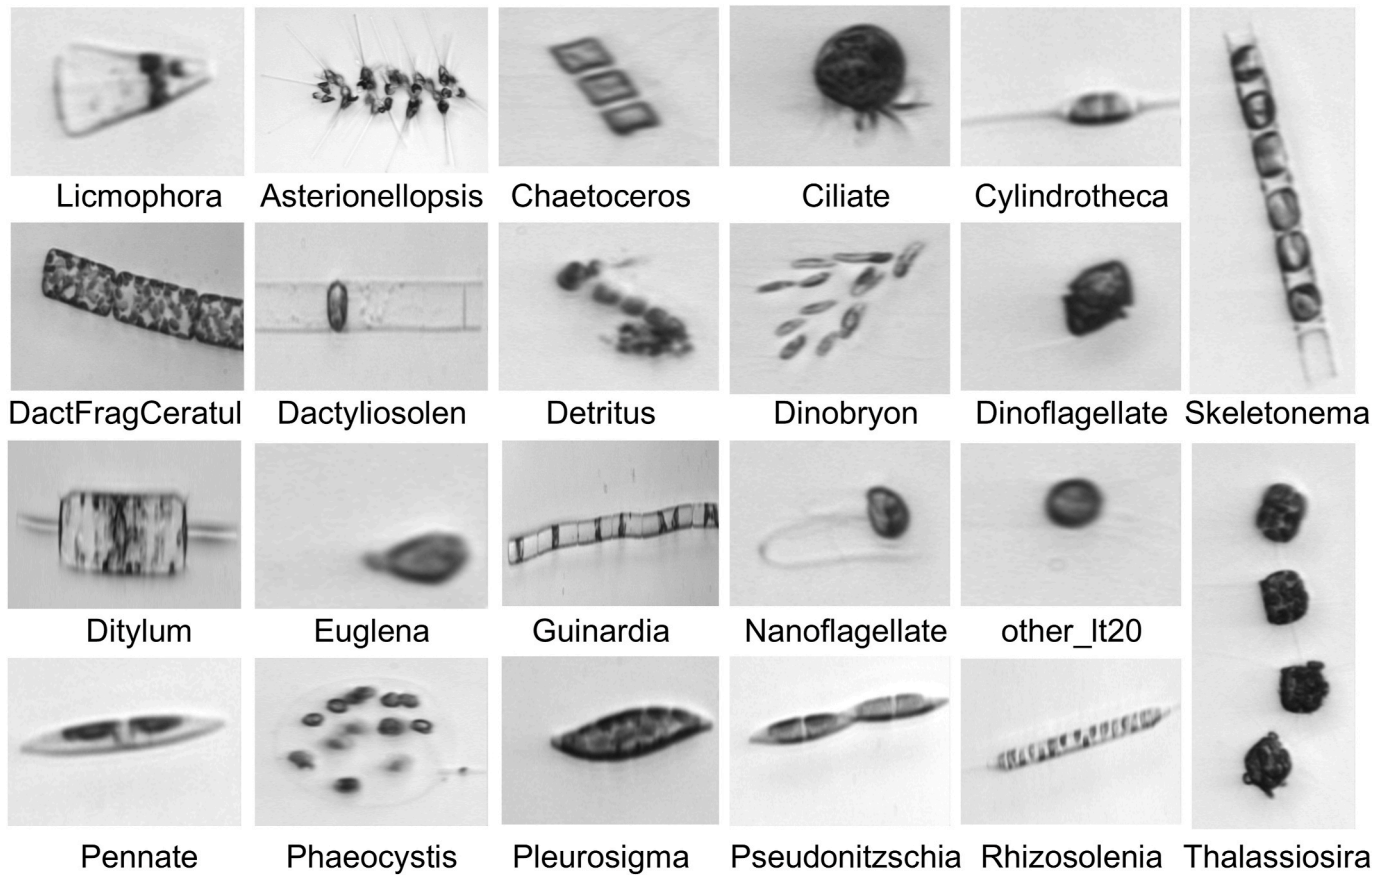 Licmophora
Asterionellopsis
Chaetoceros
Ciliate
Cylindrotheca
DactFragCeratul
Dactyliosolen
Detritus
Dinobryon
Dinoflagellate
Skeletonema
Ditylum
Euglena
Guinardia
Nanoflagellate
other_lt20
Pennate
Phaeocystis
Pleurosigma
Pseudonitzschia
Rhizosolenia
Thalassiosira